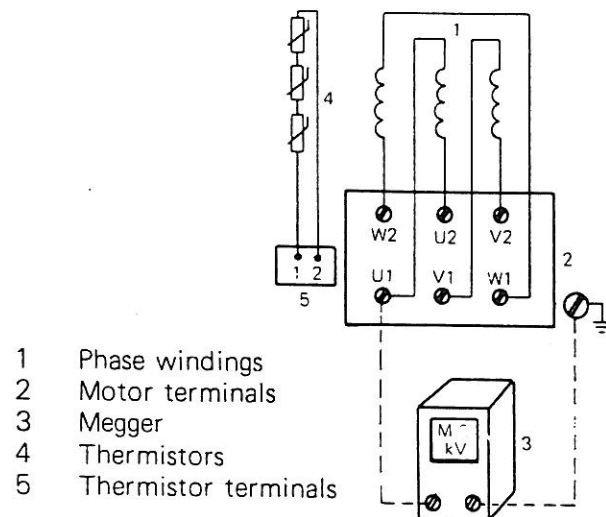 1
4
W2 U2 V2
2
1 2
U1 V1 W1
5
M
kV
3
1 Phase windings
2 Motor terminals
3 Megger
4 Thermistors
5 Thermistor terminals